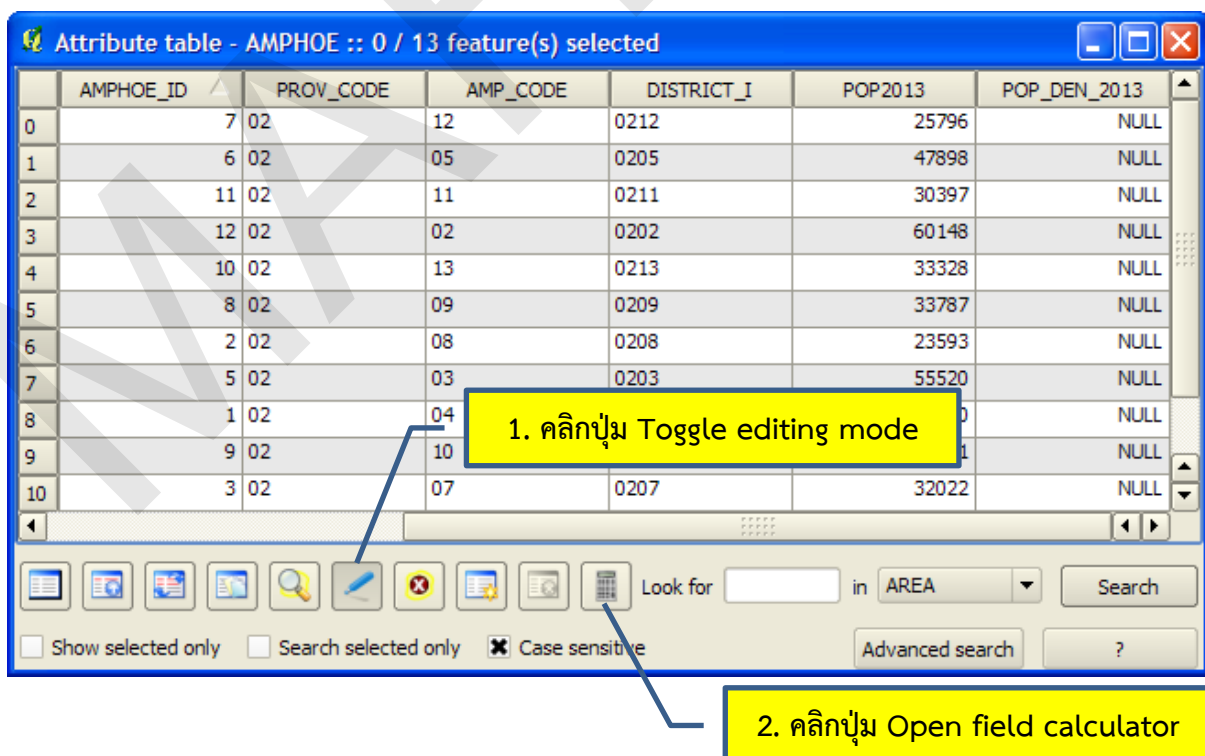 Attribute table - AMPHOE :: 0 / 13 feature(s) selected
AMPHOE_ID PROV_CODE AMP_CODE DISTRICT_I POP2013 POP_DEN_2013
0 7 02 12 0212 25796 NULL
1 6 02 05 0205 47898 NULL
2 11 02 11 0211 30397 NULL
3 12 02 02 0202 60148 NULL
4 10 02 13 0213 33328 NULL
5 8 02 09 0209 33787 NULL
6 2 02 08 0208 23593 NULL
7 5 02 03 0203 55520 NULL
8 1 02 04 NULL
1. คลิกปุ่ม Toggle editing mode
9 9 02 10 1 NULL
10 3 02 07 0207 32022 NULL
Look for in AREA Search
Show selected only Search selected only Case sensitive Advanced search ?
2. คลิกปุ่ม Open field calculator